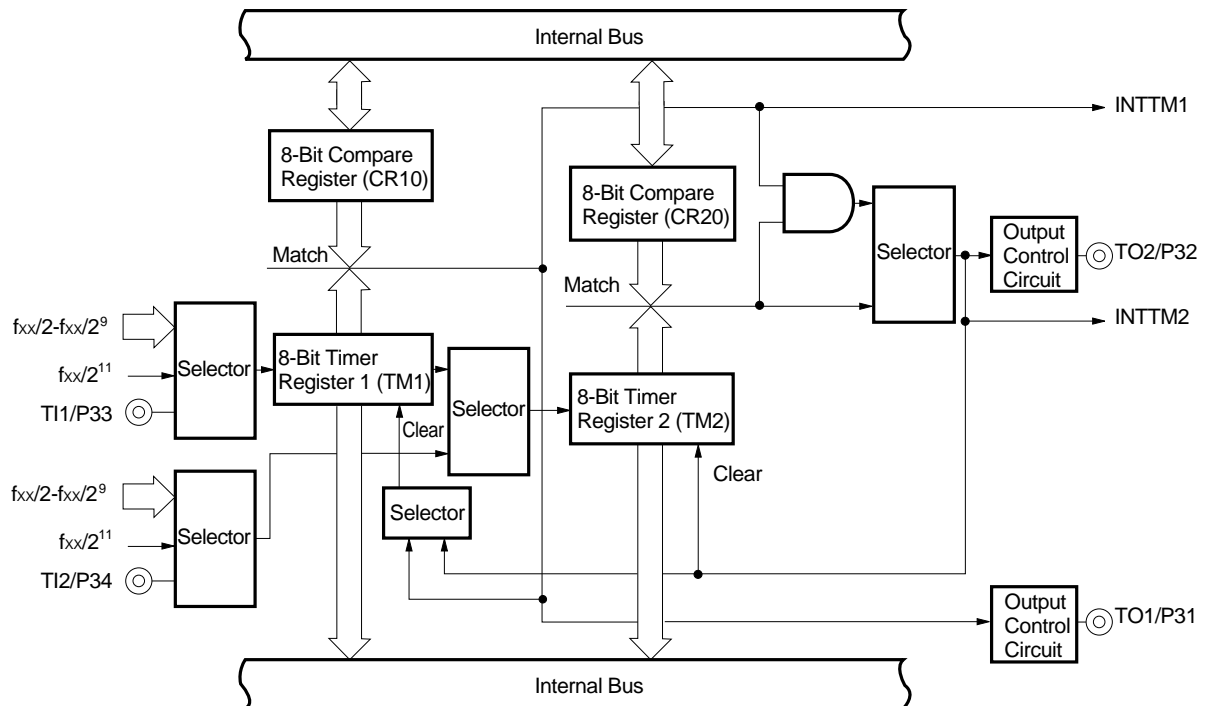 Internal Bus
INTTM1
8-Bit Compare
Register (CR10)
8-Bit Compare
Register (CR20)
Selector
Output
Control
Circuit
TO2/P32
Match
Match
INTTM2
fxx/2-fxx/2⁹
fxx/2¹¹
TI1/P33
Selector
8-Bit Timer
Register 1 (TM1)
Selector
8-Bit Timer
Register 2 (TM2)
Clear
Clear
fxx/2-fxx/2⁹
fxx/2¹¹
TI2/P34
Selector
Selector
Output
Control
Circuit
TO1/P31
Internal Bus